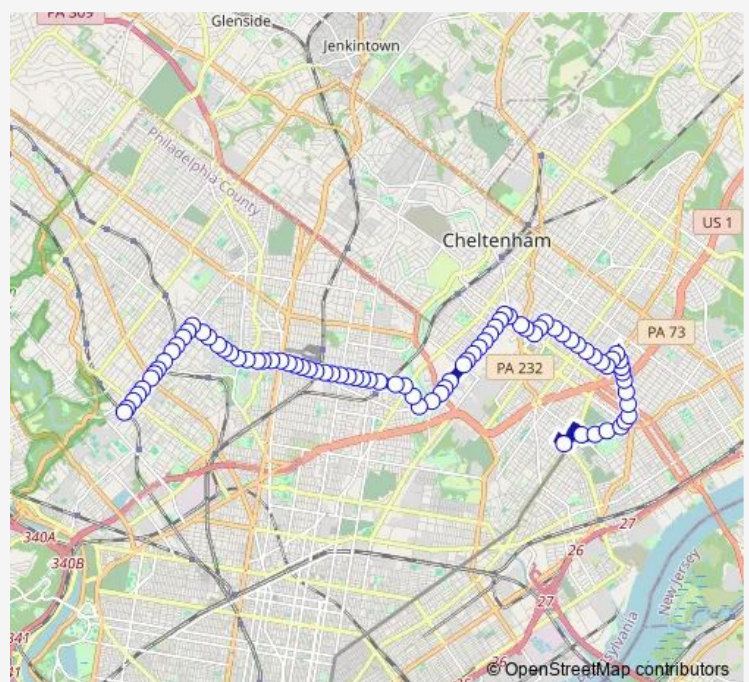 PA 309
Glenside
Jenkintown
Philadelphia County
US 1
Cheltenham
PA 73
PA 232
340A
340B
341
27
26
27
New Jersey
26
© OpenStreetMap contributors